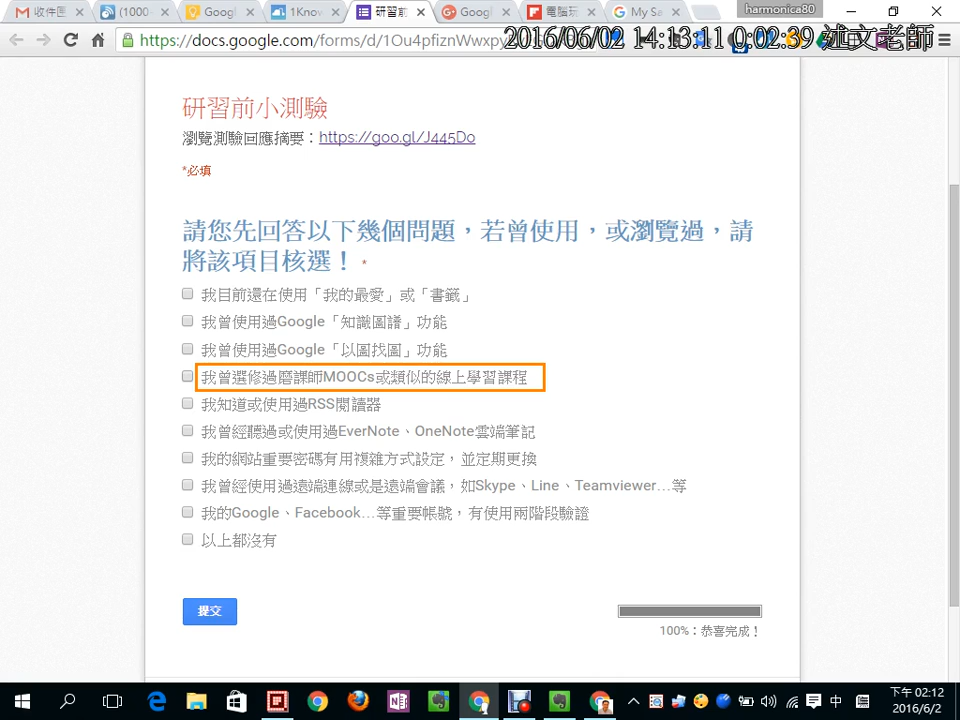 收件匣
(1000
Googl
1Know
研習前
Googl
電腦玩
My Se
harmonica80
https://docs.google.com/forms/d/1Ou4pfiznWwxpy
2016/06/02 14:13:11 0:02:39 述文老師
研習前小測驗
瀏覽測驗回應摘要：https://goo.gl/J445Do
*必填
請您先回答以下幾個問題，若曾使用，或瀏覽過，請
將該項目核選！ *
我目前還在使用「我的最愛」或「書籤」
我曾使用過Google「知識圖譜」功能
我曾使用過Google「以圖找圖」功能
我曾選修過磨課師MOOCs或類似的線上學習課程
我知道或使用過RSS閱讀器
我曾經聽過或使用過EverNote、OneNote雲端筆記
我的網站重要密碼有用複雜方式設定，並定期更換
我曾經使用過遠端連線或是遠端會議，如Skype、Line、Teamviewer…等
我的Google、Facebook…等重要帳號，有使用兩階段驗證
以上都沒有
提交
100%：恭喜完成！
中
下午 02:12
2016/6/2